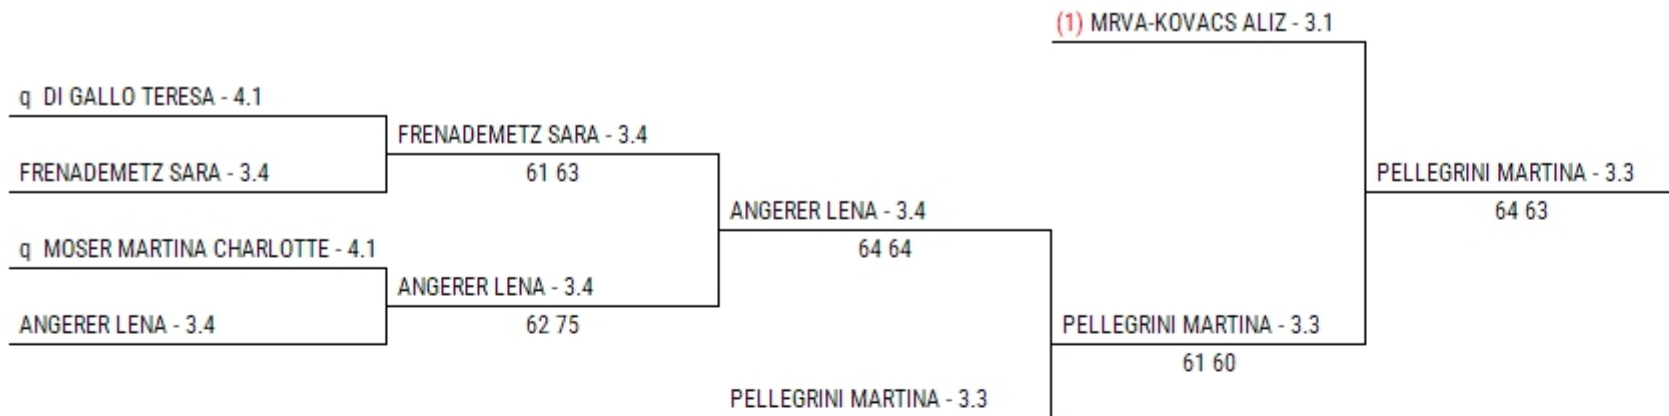 (1) MRVA-KOVACS ALIZ - 3.1
q DI GALLO TERESA - 4.1
FRENADEMETZ SARA - 3.4
61 63
FRENADEMETZ SARA - 3.4
PELLEGRINI MARTINA - 3.3
64 63
ANGERER LENA - 3.4
64 64
q MOSER MARTINA CHARLOTTE - 4.1
ANGERER LENA - 3.4
62 75
ANGERER LENA - 3.4
PELLEGRINI MARTINA - 3.3
61 60
PELLEGRINI MARTINA - 3.3